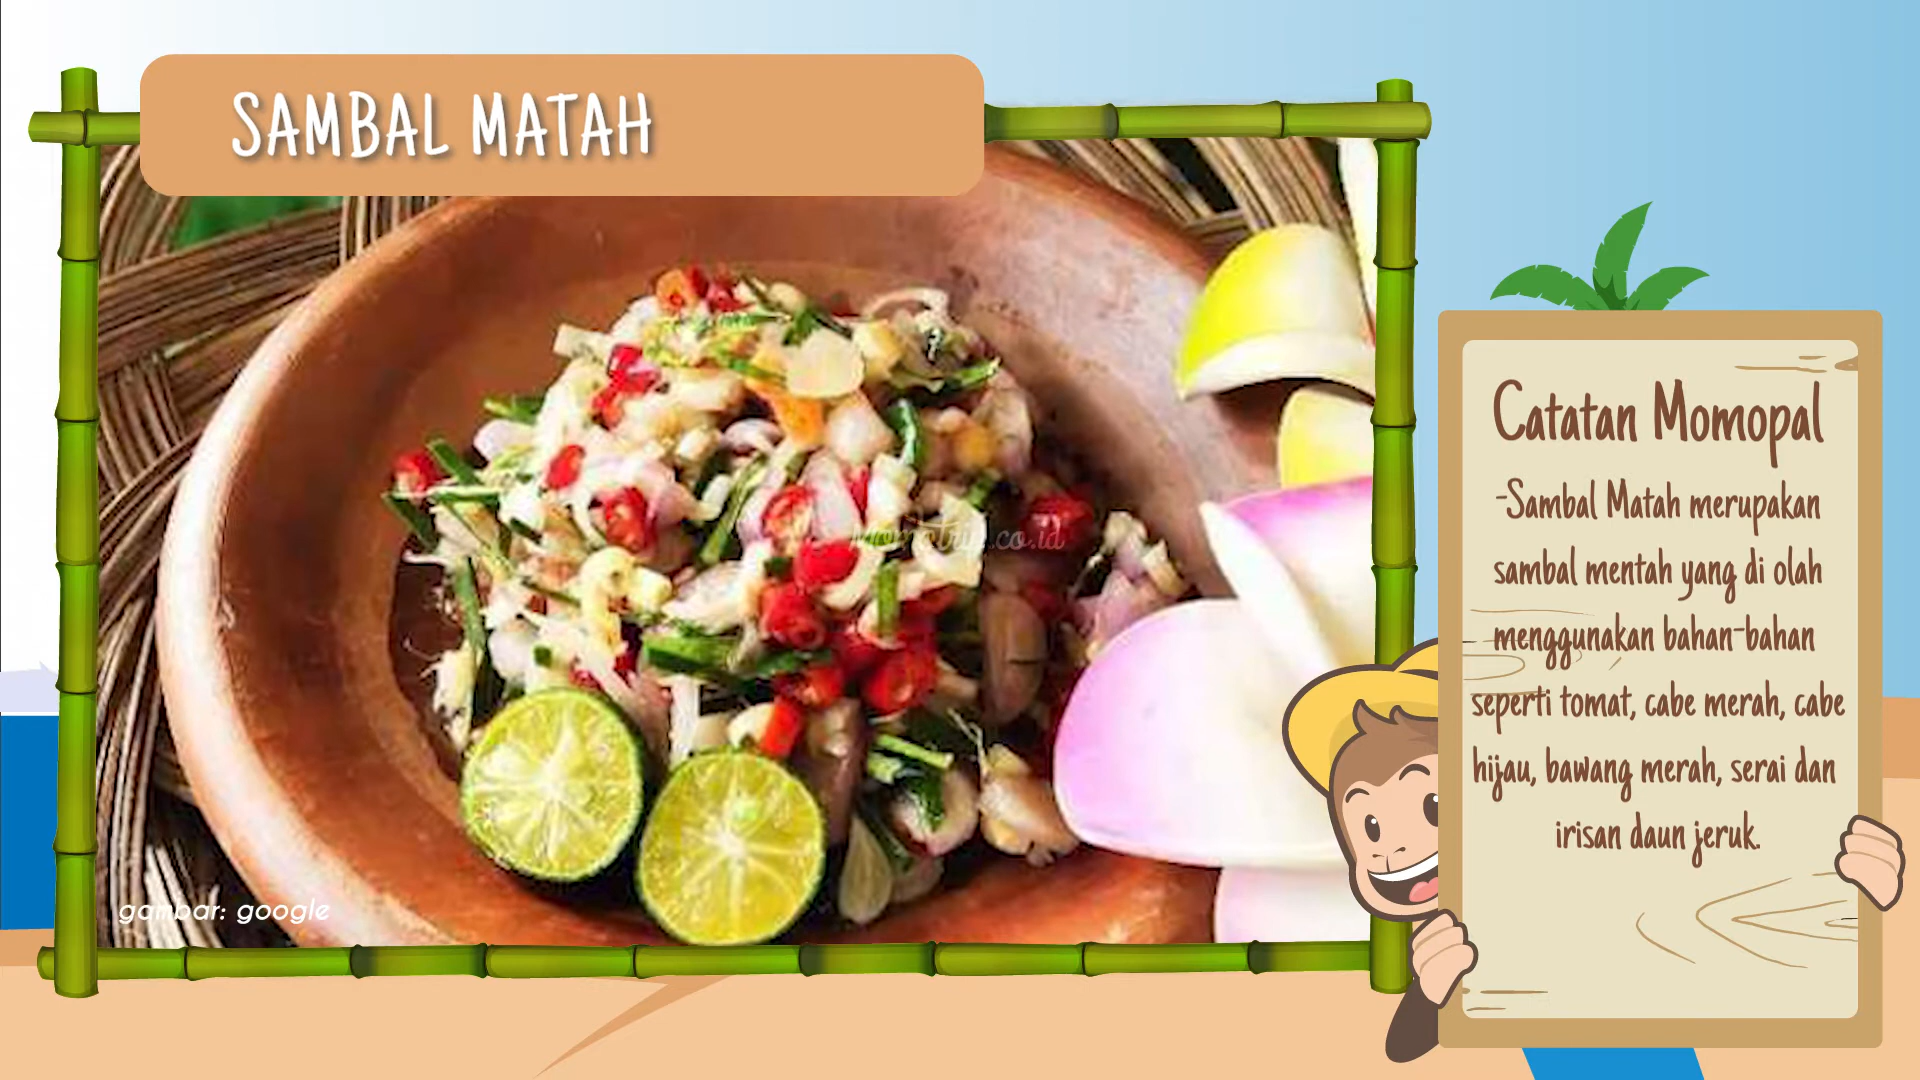 SAMBAL MATAH
Catatan Momopal
-Sambal Matah merupakan
sambal mentah yang di olah
menggunakan bahan-bahan
seperti tomat, cabe merah, cabe
hijau, bawang merah, serai dan
irisan daun jeruk.
gambar: google